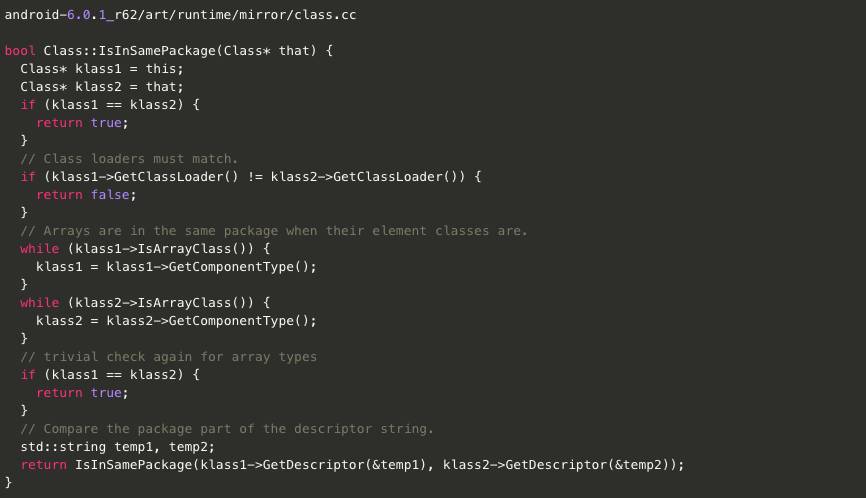 android-6.0.1_r62/art/runtime/mirror/class.cc

bool Class::IsInSamePackage(Class* that) {
  Class* klass1 = this;
  Class* klass2 = that;
  if (klass1 == klass2) {
    return true;
  }
  // Class loaders must match.
  if (klass1->GetClassLoader() != klass2->GetClassLoader()) {
    return false;
  }
  // Arrays are in the same package when their element classes are.
  while (klass1->IsArrayClass()) {
    klass1 = klass1->GetComponentType();
  }
  while (klass2->IsArrayClass()) {
    klass2 = klass2->GetComponentType();
  }
  // trivial check again for array types
  if (klass1 == klass2) {
    return true;
  }
  // Compare the package part of the descriptor string.
  std::string temp1, temp2;
  return IsInSamePackage(klass1->GetDescriptor(&temp1), klass2->GetDescriptor(&temp2));
}